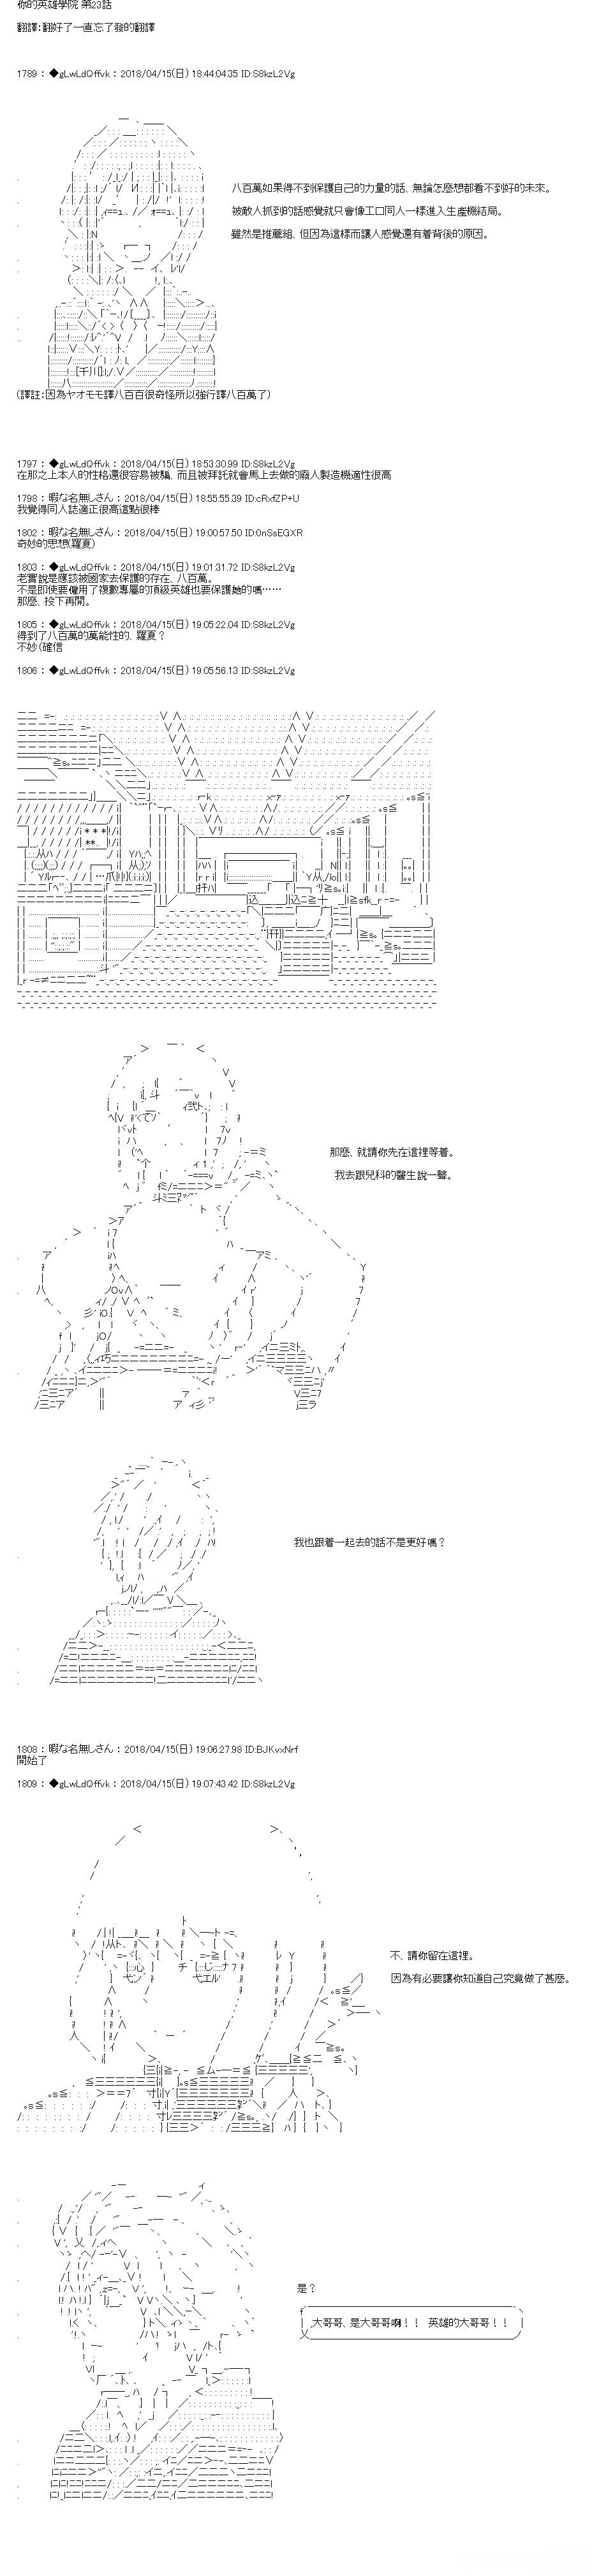 你的英雄學院 第23話
翻譯:翻好了一直忘了發的翻譯
1789 : ◆gLwLdQffvk : 2018/04/15(日) 18:44:04.35 ID:S8kzL2Vg
八百萬如果得不到保護自己的力量的話、無論怎麼想都看不到好的未來。
被敵人抓到的話感覺就只會像工口同人一樣進入生產機結局。
雖然是推薦組、但因為這樣而讓人感覺還有着背後的原因。
(譯註:因為ヤオモモ譯八百百很奇怪所以強行譯八百萬了)
1797 : ◆gLwLdQffvk : 2018/04/15(日) 18:53:30.99 ID:S8kzL2Vg
在那之上本人的性格還很容易被騙、而且被拜託就會馬上去做的廢人製造機適性很高
1798 : 暇な名無しさん : 2018/04/15(日) 18:55:55.39 ID:cRxfZP+U
我覺得同人誌適正很高這點很棒
1802 : 暇な名無しさん : 2018/04/15(日) 19:00:57.50 ID:0nSsEGXR
奇妙的思想(羅夏)
1803 : ◆gLwLdQffvk : 2018/04/15(日) 19:01:31.72 ID:S8kzL2Vg
老實說是應該被國家去保護的存在、八百萬。
不是即使要僱用了複數專屬的頂級英雄也要保護她的嗎……
那麼、投下再開。
1805 : ◆gLwLdQffvk : 2018/04/15(日) 19:05:22.04 ID:S8kzL2Vg
得到了八百萬的萬能性的、羅夏?
不妙(確信
1806 : ◆gLwLdQffvk : 2018/04/15(日) 19:05:56.13 ID:S8kzL2Vg
那麼、就請你先在這裡等着。
我去跟兒科的醫生說一聲。
我也跟着一起去的話不是更好嗎?
1808 : 暇な名無しさん : 2018/04/15(日) 19:06:27.98 ID:BJKvxNrf
開始了
1809 : ◆gLwLdQffvk : 2018/04/15(日) 19:07:43.42 ID:S8kzL2Vg
不、請你留在這裡。
因為有必要讓你知道自己究竟做了甚麼。
是?
大哥哥、是大哥哥啊!! 英雄的大哥哥!!